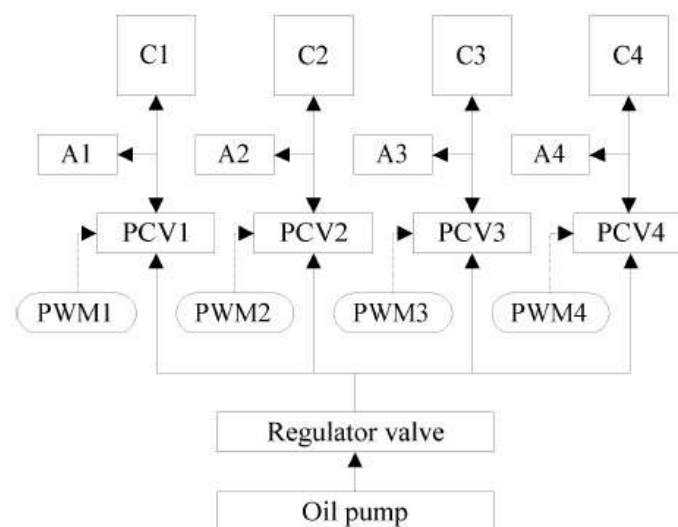 C1 C2 C3 C4
A1 A2 A3 A4
PCV1 PCV2 PCV3 PCV4
PWM1 PWM2 PWM3 PWM4
Regulator valve
Oil pump